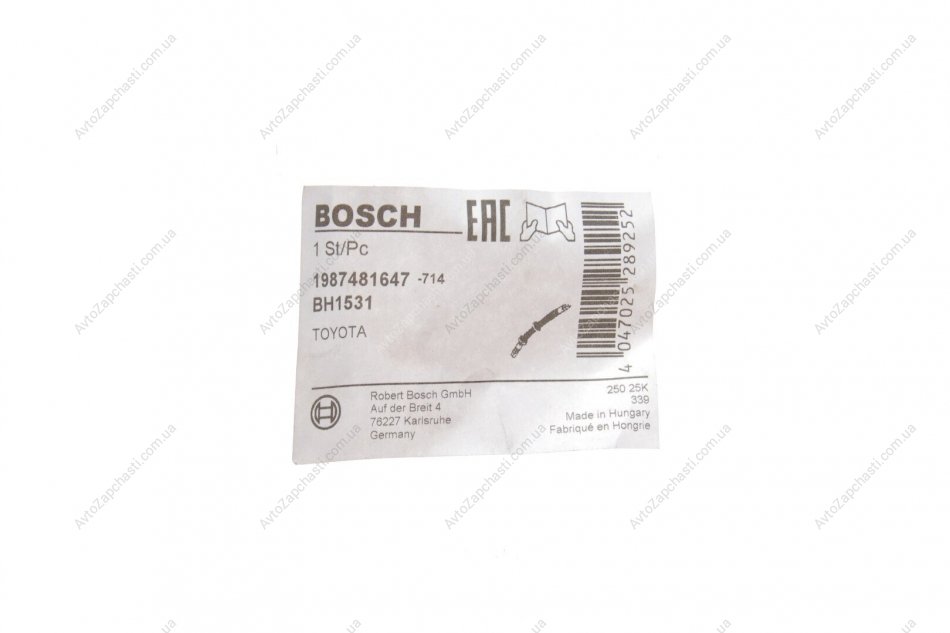 BOSCH
EAC
1 St/Pc
1987481647 -714
BH1531
TOYOTA
4 047025 289252
Robert Bosch GmbH
Auf der Breit 4
76227 Karlsruhe
Germany
250 25K
339
Made in Hungary
Fabriqué en Hongrie
AvtoZapchasti.com.ua